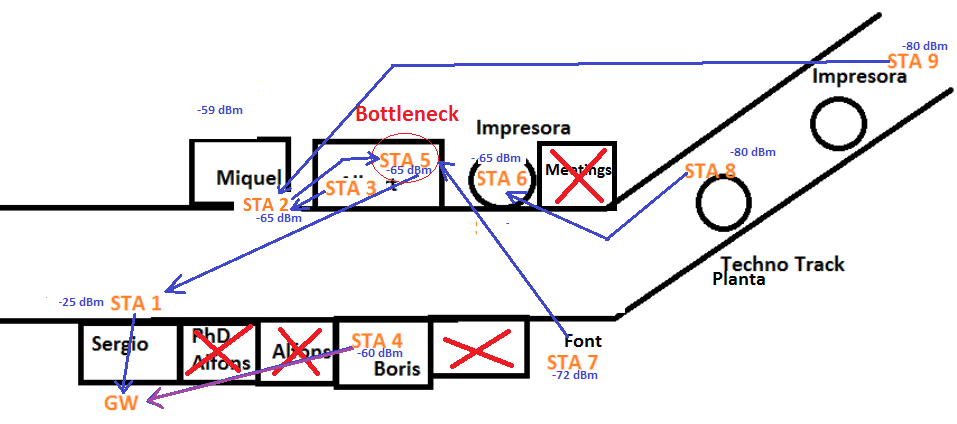 -80 dBm
STA 9
Impresora
-59 dBm
Bottleneck
Impresora
STA 5
-65 dBm
-80 dBm
Miquel
STA 3
-65 dBm
STA 6
Meetings
STA 8
STA 2
-65 dBm
Techno Track
Planta
-25 dBm
STA 1
Sergio
PhD
Alfons
Alfons
STA 4
-60 dBm
Boris
Font
STA 7
-72 dBm
GW